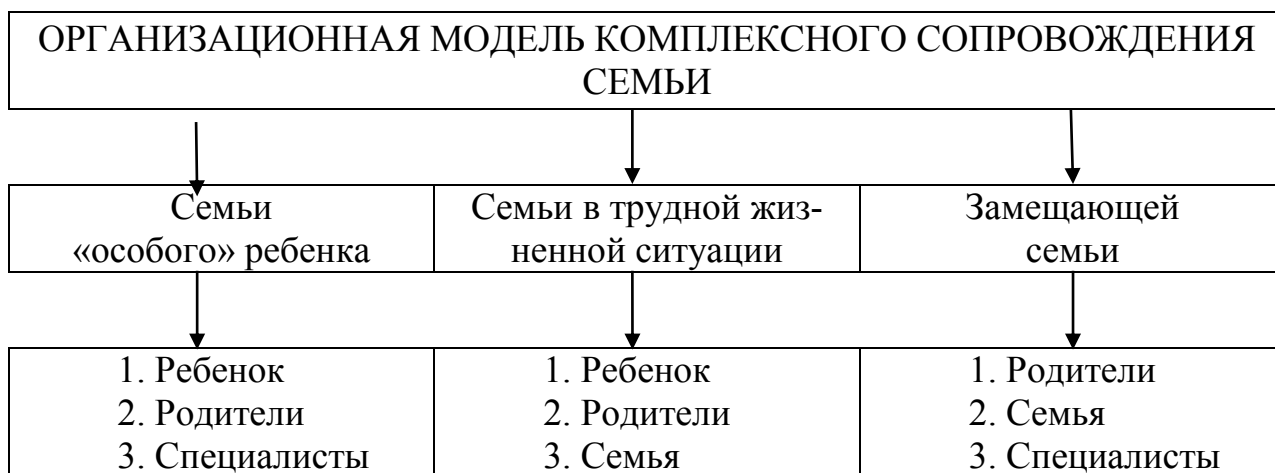 ОРГАНИЗАЦИОННАЯ МОДЕЛЬ КОМПЛЕКСНОГО СОПРОВОЖДЕНИЯ
СЕМЬИ
Семьи
«особого» ребенка
Семьи в трудной жиз-
ненной ситуации
Замещающей
семьи
1. Ребенок
2. Родители
3. Специалисты
1. Ребенок
2. Родители
3. Семья
1. Родители
2. Семья
3. Специалисты